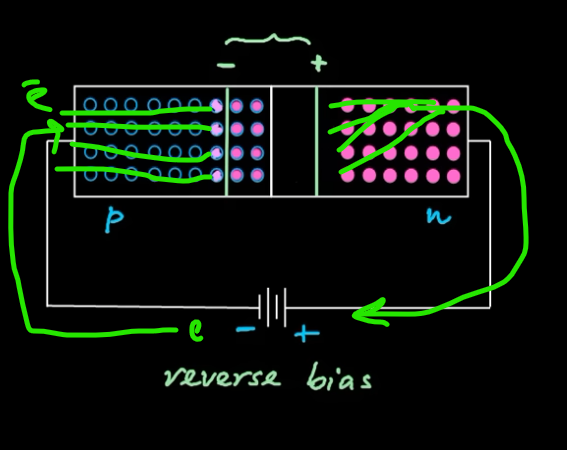 - +
e
p n
e - +
reverse bias